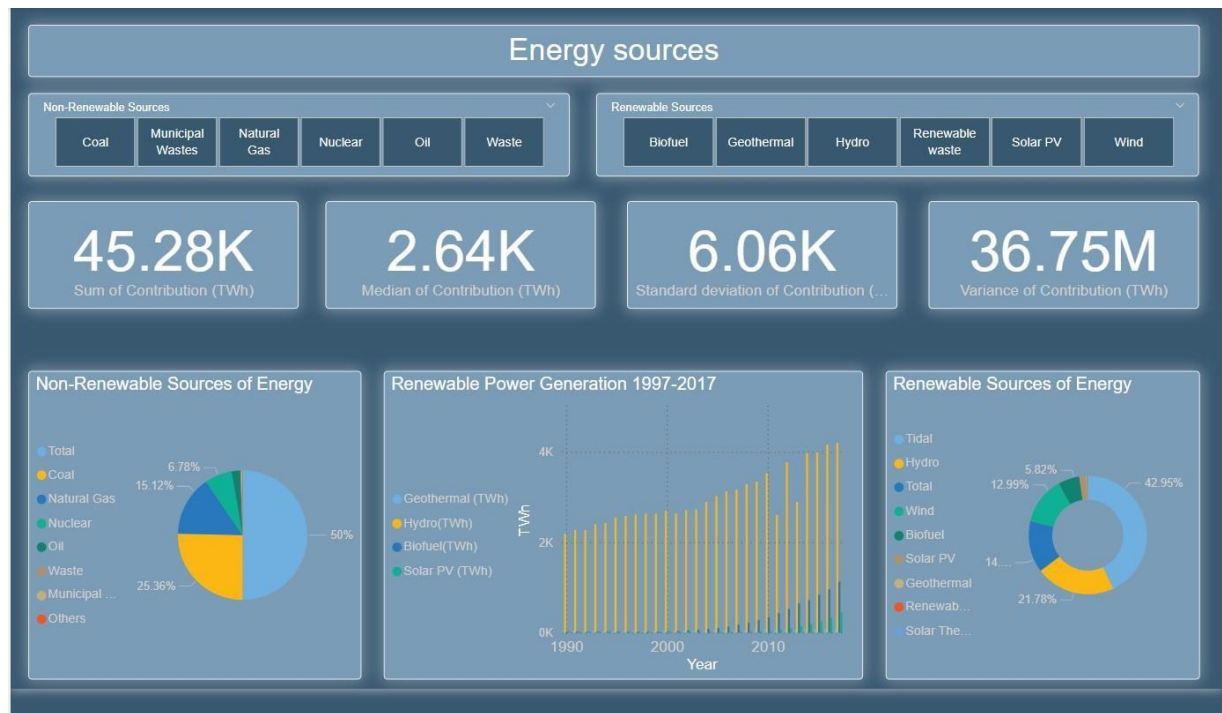 Energy sources
Non-Renewable Sources
Coal
Municipal
Wastes
Natural
Gas
Nuclear
Oil
Waste
Renewable Sources
Biofuel
Geothermal
Hydro
Renewable
waste
Solar PV
Wind
45.28K
Sum of Contribution (TWh)
2.64K
Median of Contribution (TWh)
6.06K
Standard deviation of Contribution (...
36.75M
Variance of Contribution (TWh)
Non-Renewable Sources of Energy
Total
Coal
Natural Gas
Nuclear
Oil
Waste
Municipal ...
Others
6.78%
15.12%
25.36%
50%
Renewable Power Generation 1997-2017
Geothermal (TWh)
Hydro(TWh)
Biofuel(TWh)
Solar PV (TWh)
TWh
4K
2K
0K
1990
2000
2010
Year
Renewable Sources of Energy
Tidal
Hydro
Total
Wind
Biofuel
Solar PV
Geothermal
Renewab...
Solar The...
5.82%
12.99%
14....
21.78%
42.95%